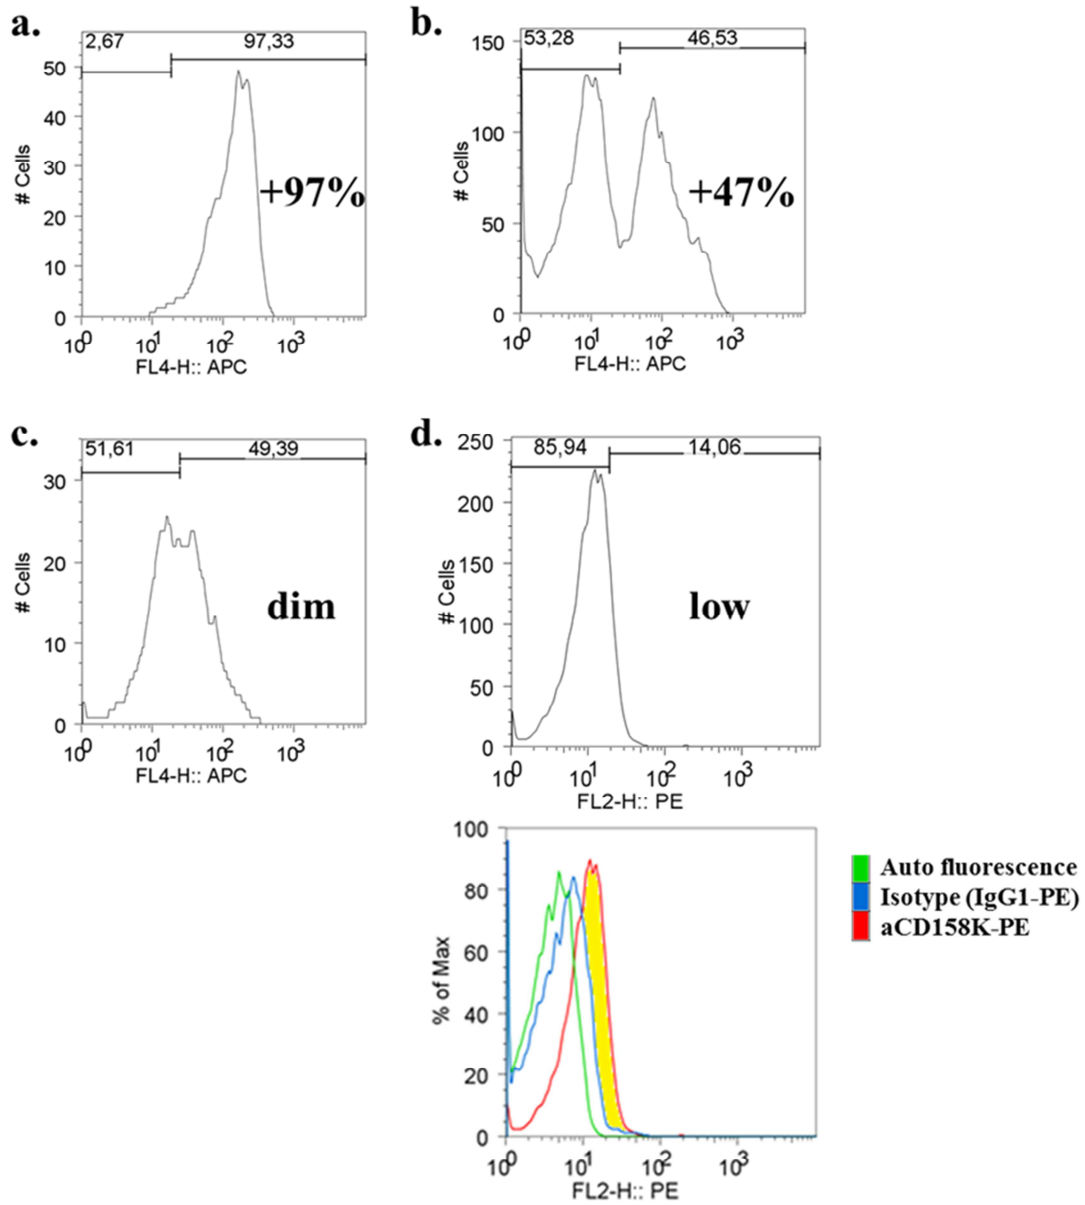 a.
2,67
97,33
50
40
30
20
10
0
# Cells
+97%
10^0 10^1 10^2 10^3
FL4-H:: APC
b.
53,28
46,53
150
100
50
0
# Cells
+47%
10^0 10^1 10^2 10^3
FL4-H:: APC
c.
51,61
49,39
30
20
10
0
# Cells
dim
10^0 10^1 10^2 10^3
FL4-H:: APC
d.
85,94
14,06
250
200
150
100
50
0
# Cells
low
10^0 10^1 10^2 10^3
FL2-H:: PE
100
80
60
40
20
0
% of Max
10^0 10^1 10^2 10^3
FL2-H:: PE
Auto fluorescence
Isotype (IgG1-PE)
aCD158K-PE